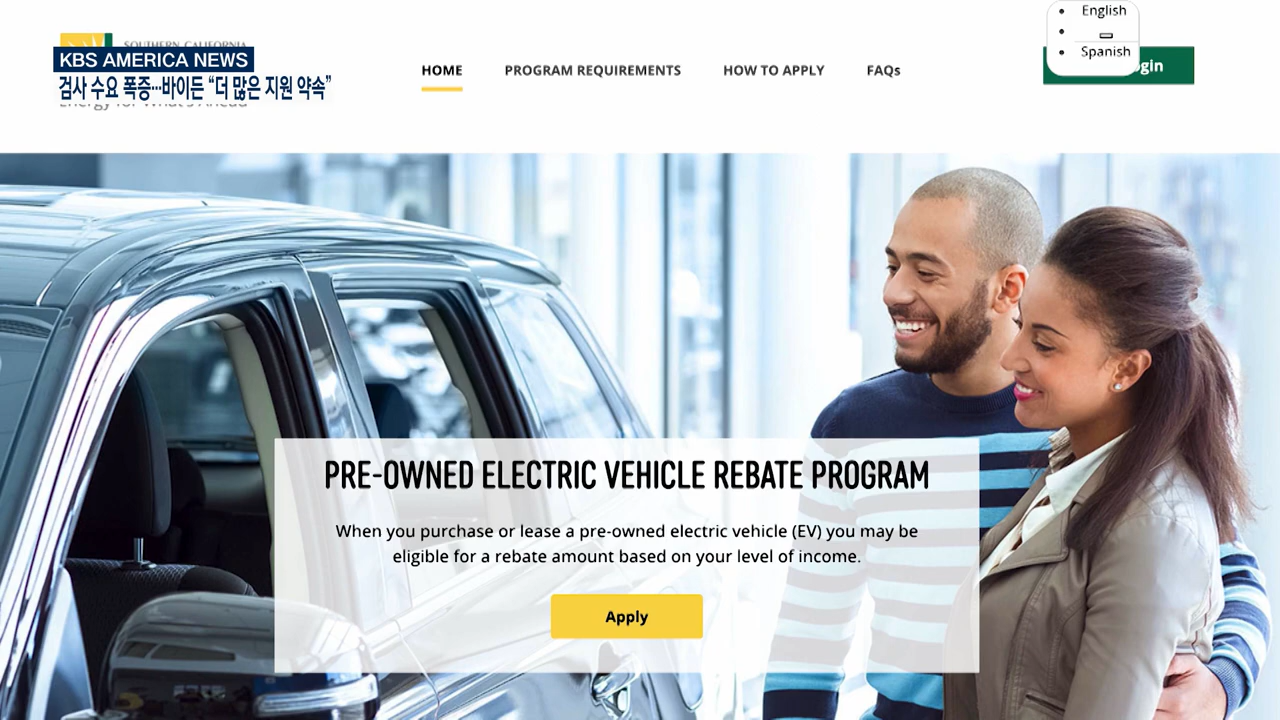 SOUTHERN CALIFORNIA
KBS AMERICA NEWS
검사 수요 폭증…바이든 “더 많은 지원 약속”
Energy for What's Ahead
HOME
PROGRAM REQUIREMENTS
HOW TO APPLY
FAQs
English
Spanish
PRE-OWNED ELECTRIC VEHICLE REBATE PROGRAM
When you purchase or lease a pre-owned electric vehicle (EV) you may be
eligible for a rebate amount based on your level of income.
Apply